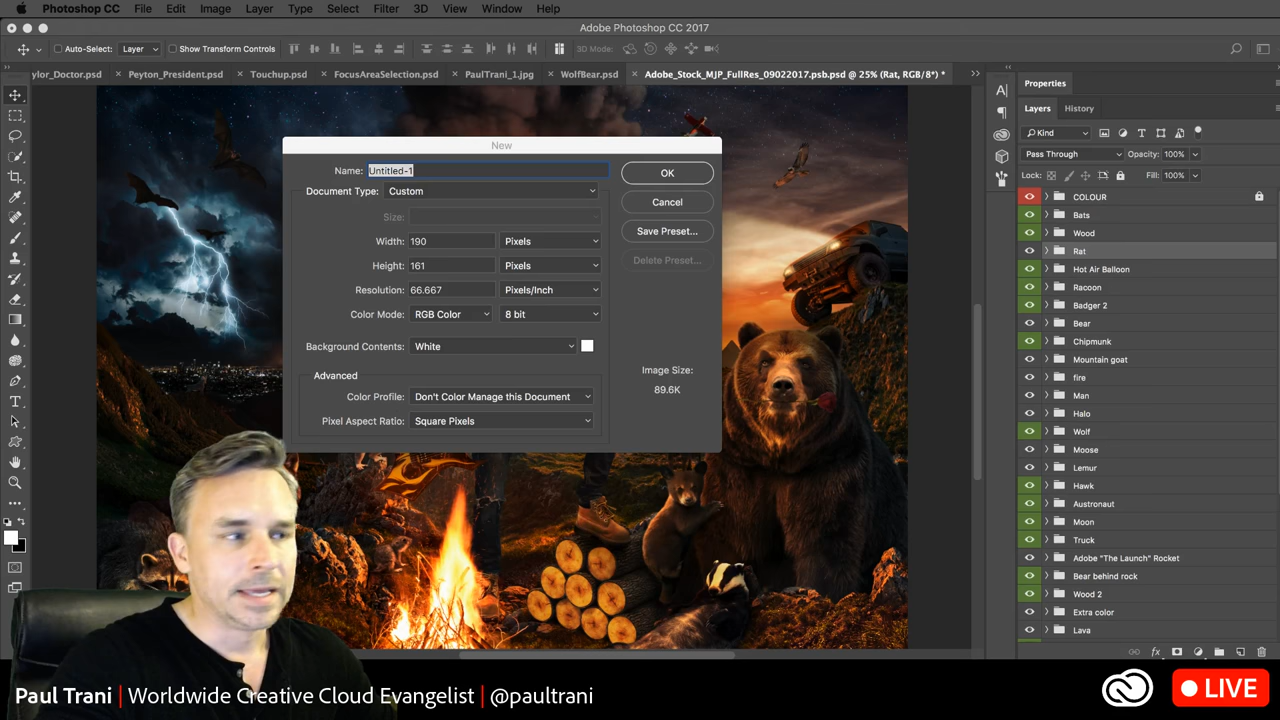 Photoshop CC File Edit Image Layer Type Select Filter 3D View Window Help
Adobe Photoshop CC 2017
Auto-Select: Layer Show Transform Controls 3D Mode:
ylor_Doctor.psd × Peyton_President.psd × Touchup.psd × FocusAreaSelection.psd × PaulTrani_1.jpg × WolfBear.psd × Adobe_Stock_MJP_FullRes_09022017.psb.psd @ 25% (Rat, RGB/8*) *
New
Name: Untitled-1
OK
Document Type: Custom
Cancel
Size:
Save Preset...
Width: 190 Pixels
Delete Preset...
Height: 161 Pixels
Resolution: 66.667 Pixels/Inch
Color Mode: RGB Color 8 bit
Background Contents: White
Image Size:
89.6K
Advanced
Color Profile: Don't Color Manage this Document
Pixel Aspect Ratio: Square Pixels
Properties
Layers History
Kind
Pass Through Opacity: 100%
Lock: Fill: 100%
COLOUR
Bats
Wood
Rat
Hot Air Balloon
Racoon
Badger 2
Bear
Chipmunk
Mountain goat
fire
Man
Halo
Wolf
Moose
Lemur
Hawk
Austronaut
Moon
Truck
Adobe "The Launch" Rocket
Bear behind rock
Wood 2
Extra color
Lava
Paul Trani | Worldwide Creative Cloud Evangelist | @paultrani
LIVE